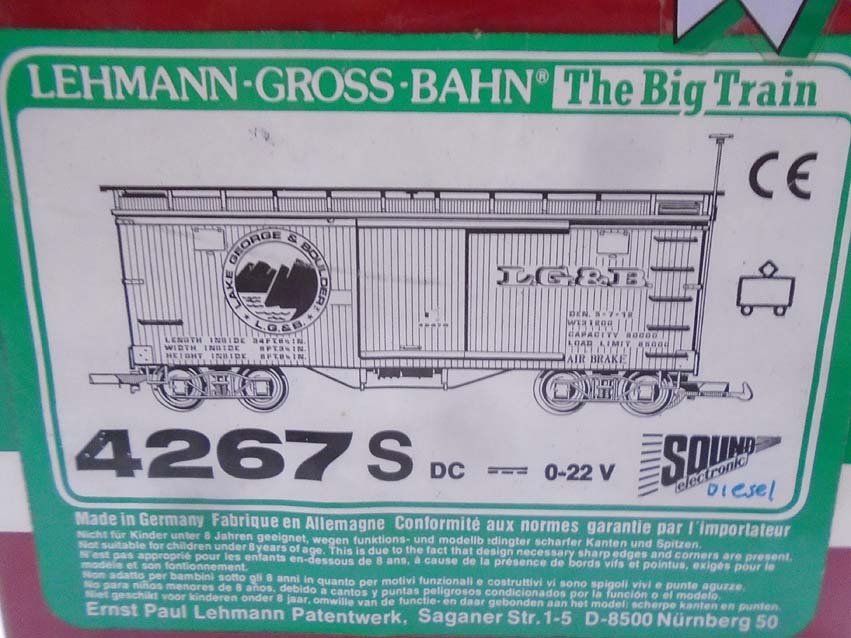 LEHMANN-GROSS-BAHN® The Big Train
CE
LAKE GEORGE & BOULDER
L.G.&B.
L.G.&B.
LENGTH INSIDE
WIDTH INSIDE
HEIGHT INSIDE
CAPACITY 60000
LOAD LIMIT 65000
AIR BRAKE
4267 S DC 0-22 V
SOUND
electronic
Diesel
Made in Germany Fabrique en Allemagne Conformité aux normes garantie par l'importateur
Nicht für Kinder unter 8 Jahren geeignet, wegen funktions- und modellbedingter scharfer Kanten und Spitzen.
Not suitable for children under 8 years of age. This is due to the fact that design necessary sharp edges and corners are present.
N'est pas approprié pour les enfants en-dessous de 8 ans, à cause de la présence de bords vifs et pointus, exigés pour le
modèle et son fontionnement.
Non adatto per bambini sotto gli 8 anni in quanto per motivi funzionali e costruttivi vi sono spigoli vivi e punte aguzze.
No para niños menores de 8 años, debido a cantos y puntas peligrosos condicionados por la función o el modelo.
Niet geschikt voor kinderen onder 8 jaar, omwille van de functie- en daar gebonden aan het model: scherpe kanten en punten.
Ernst Paul Lehmann Patentwerk, Saganer Str. 1-5 D-8500 Nürnberg 50